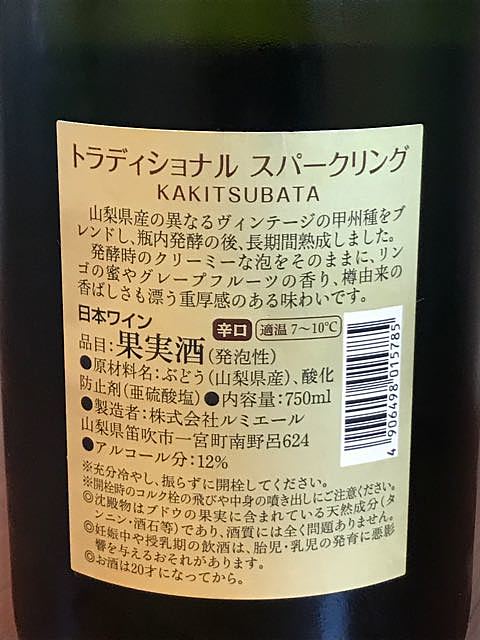 トラディショナル スパークリング
KAKITSUBATA
山梨県産の異なるヴィンテージの甲州種をブ
レンドし、瓶内発酵の後、長期間熟成しました。
発酵時のクリーミーな泡をそのままに、リン
ゴの蜜やグレープフルーツの香り、樽由来の
香ばしさも漂う重厚感のある味わいです。
日本ワイン 辛口 適温 7〜10℃
品目:果実酒(発泡性)
●原材料名:ぶどう(山梨県産)、酸化
防止剤(亜硫酸塩) ●内容量:750ml
●製造者:株式会社ルミエール
山梨県笛吹市一宮町南野呂624
●アルコール分:12%
4906498015785
※充分冷やし、振らずに開栓してください。
※開栓時のコルク栓の飛びや中身の噴き出しにご注意ください。
◎沈殿物はブドウの果実に含まれている天然成分(タ
ンニン・酒石等)であり、酒質には全く問題ありません。
◎妊娠中や授乳期の飲酒は、胎児・乳児の発育に悪影
響を与えるおそれがあります。
◎お酒は20才になってから。